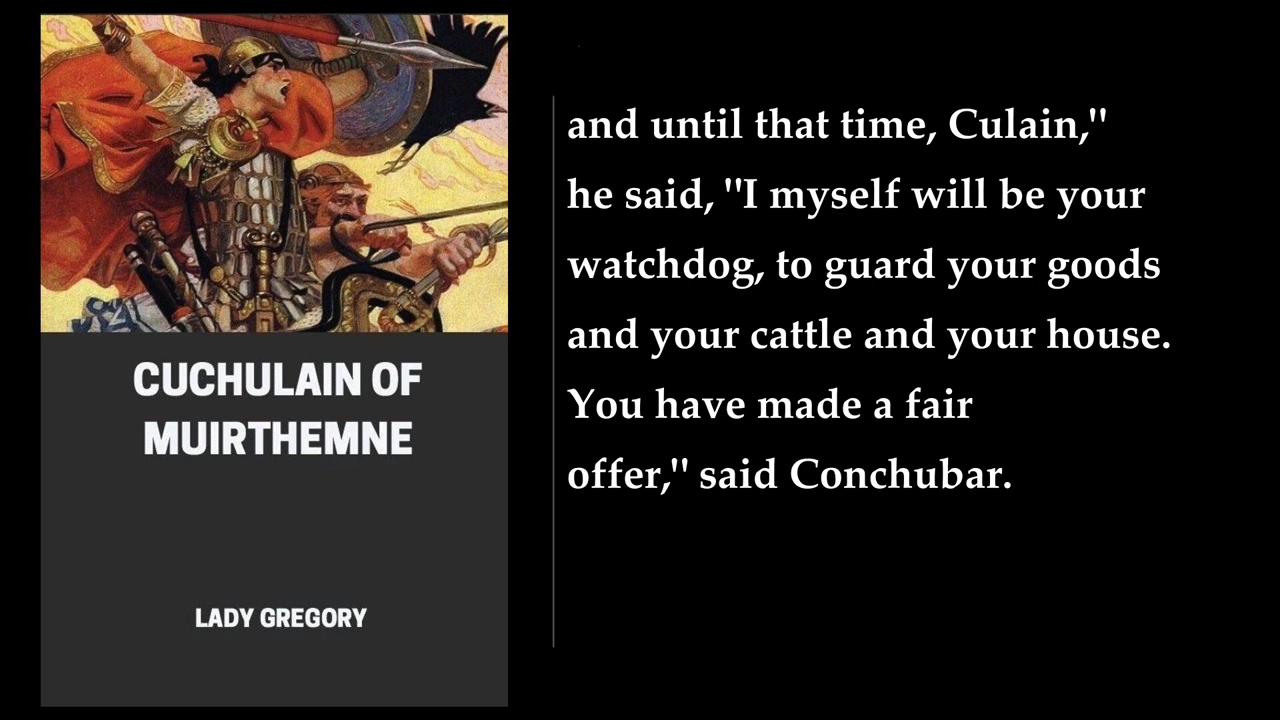 CUCHULAIN OF
MUIRTHEMNE
LADY GREGORY
and until that time, Culain,"
he said, "I myself will be your
watchdog, to guard your goods
and your cattle and your house.
You have made a fair
offer," said Conchubar.